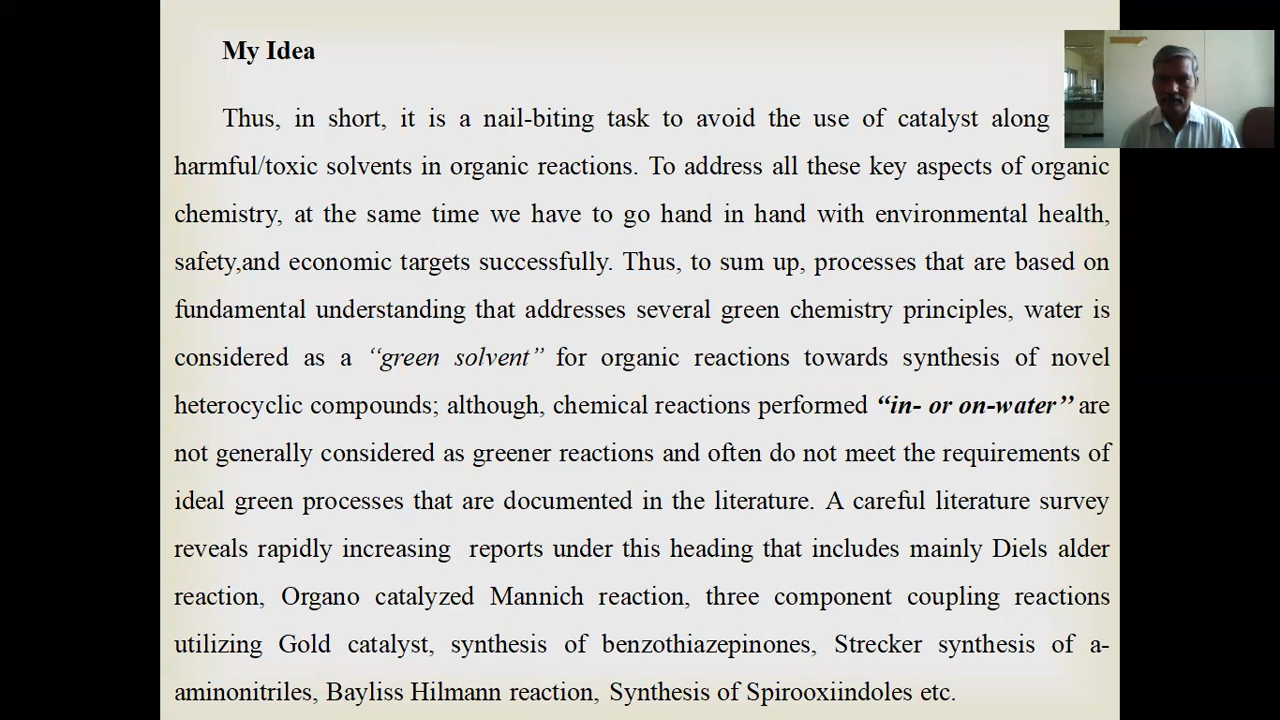 My Idea
Thus, in short, it is a nail-biting task to avoid the use of catalyst along
harmful/toxic solvents in organic reactions. To address all these key aspects of organic
chemistry, at the same time we have to go hand in hand with environmental health,
safety,and economic targets successfully. Thus, to sum up, processes that are based on
fundamental understanding that addresses several green chemistry principles, water is
considered as a “green solvent” for organic reactions towards synthesis of novel
heterocyclic compounds; although, chemical reactions performed “in- or on-water” are
not generally considered as greener reactions and often do not meet the requirements of
ideal green processes that are documented in the literature. A careful literature survey
reveals rapidly increasing reports under this heading that includes mainly Diels alder
reaction, Organo catalyzed Mannich reaction, three component coupling reactions
utilizing Gold catalyst, synthesis of benzothiazepinones, Strecker synthesis of a-
aminonitriles, Bayliss Hilmann reaction, Synthesis of Spirooxiindoles etc.